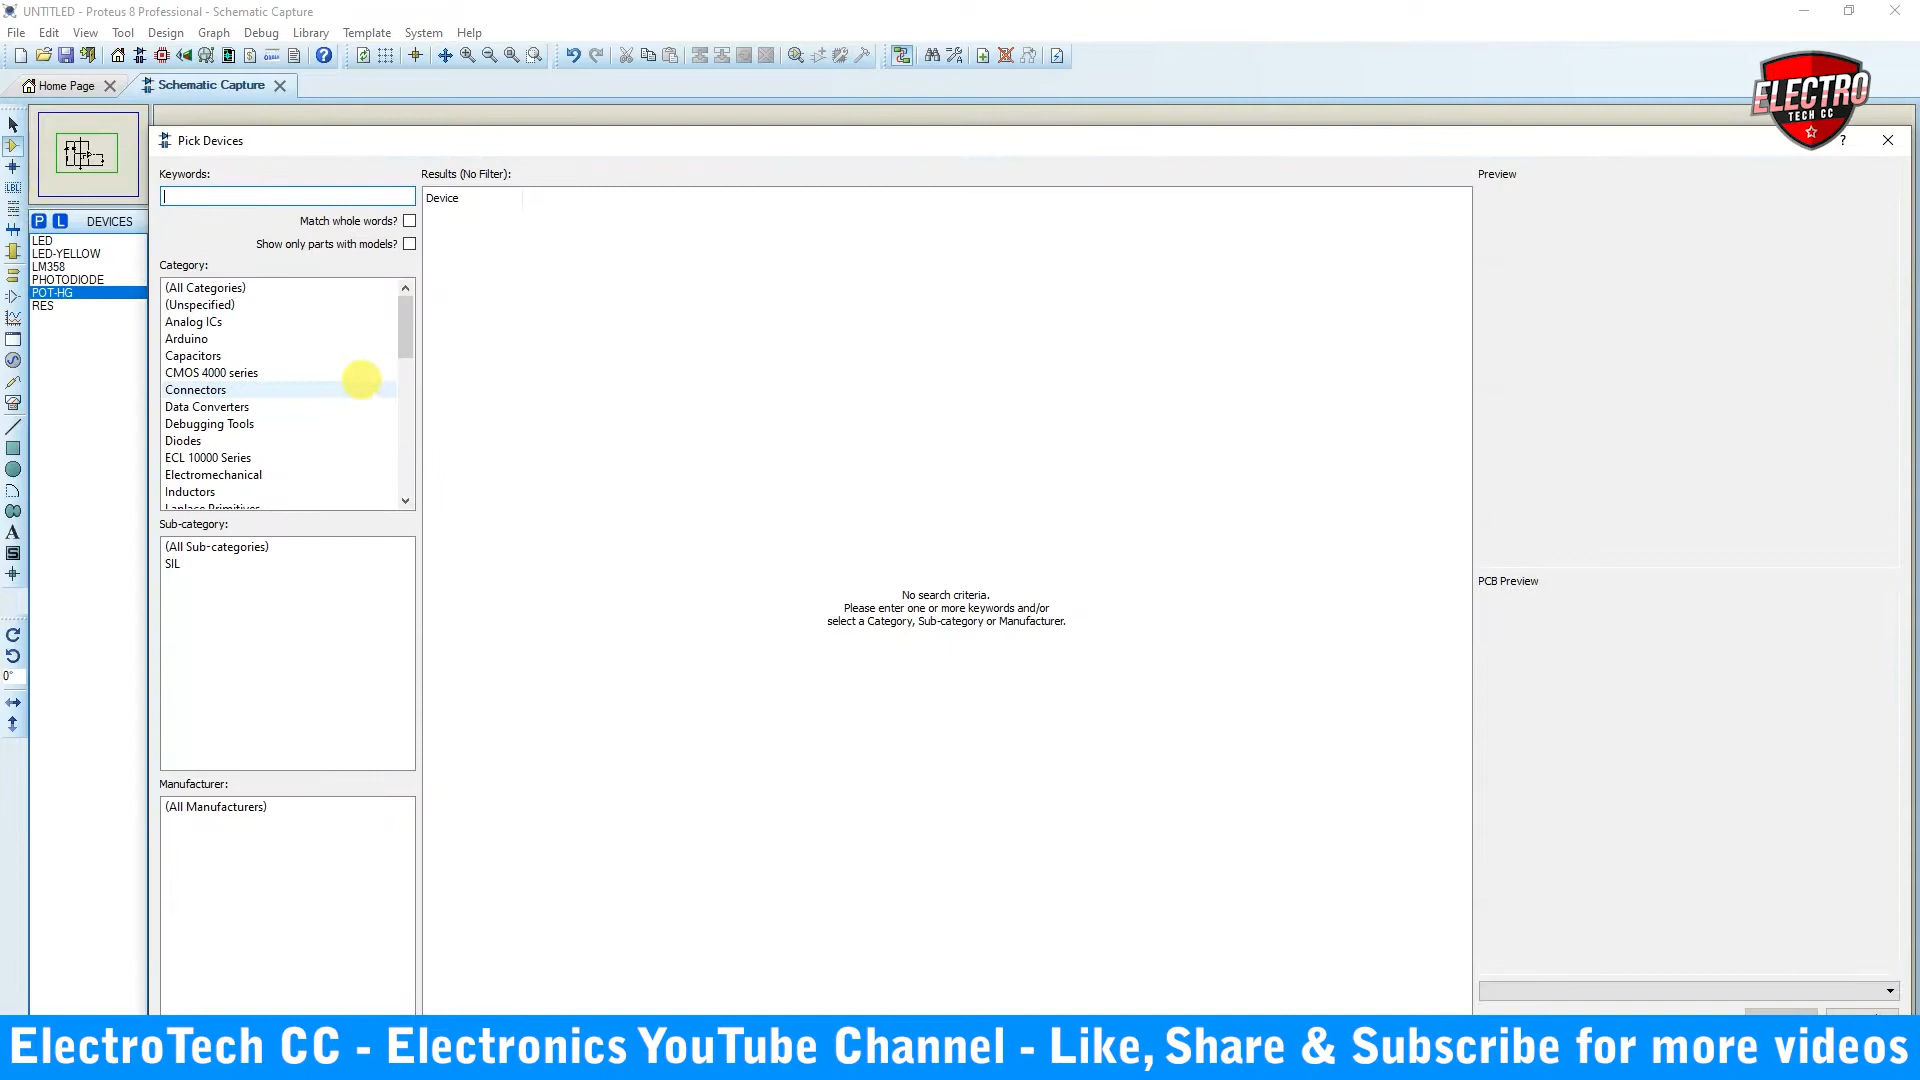 UNTITLED - Proteus 8 Professional - Schematic Capture
File Edit View Tool Design Graph Debug Library Template System Help
Home Page Schematic Capture
ELECTRO
TECH CC
Pick Devices
Keywords:
Results (No Filter):
Preview
Device
Match whole words?
Show only parts with models?
P L DEVICES
LED
LED-YELLOW
LM358
PHOTODIODE
POT-HG
RES
Category:
(All Categories)
(Unspecified)
Analog ICs
Arduino
Capacitors
CMOS 4000 series
Connectors
Data Converters
Debugging Tools
Diodes
ECL 10000 Series
Electromechanical
Inductors
Laplace Primitives
Sub-category:
(All Sub-categories)
SIL
No search criteria.
Please enter one or more keywords and/or
select a Category, Sub-category or Manufacturer.
PCB Preview
0°
Manufacturer:
(All Manufacturers)
ElectroTech CC - Electronics YouTube Channel - Like, Share & Subscribe for more videos